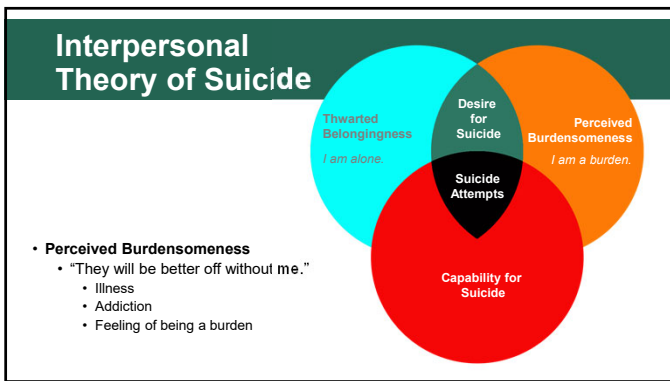 Interpersonal
Theory of Suicide
Thwarted
Belongingness
I am alone.
Desire
for
Suicide
Perceived
Burdensomeness
I am a burden.
Suicide
Attempts
Capability for
Suicide
• Perceived Burdensomeness
• “They will be better off without me.”
• Illness
• Addiction
• Feeling of being a burden